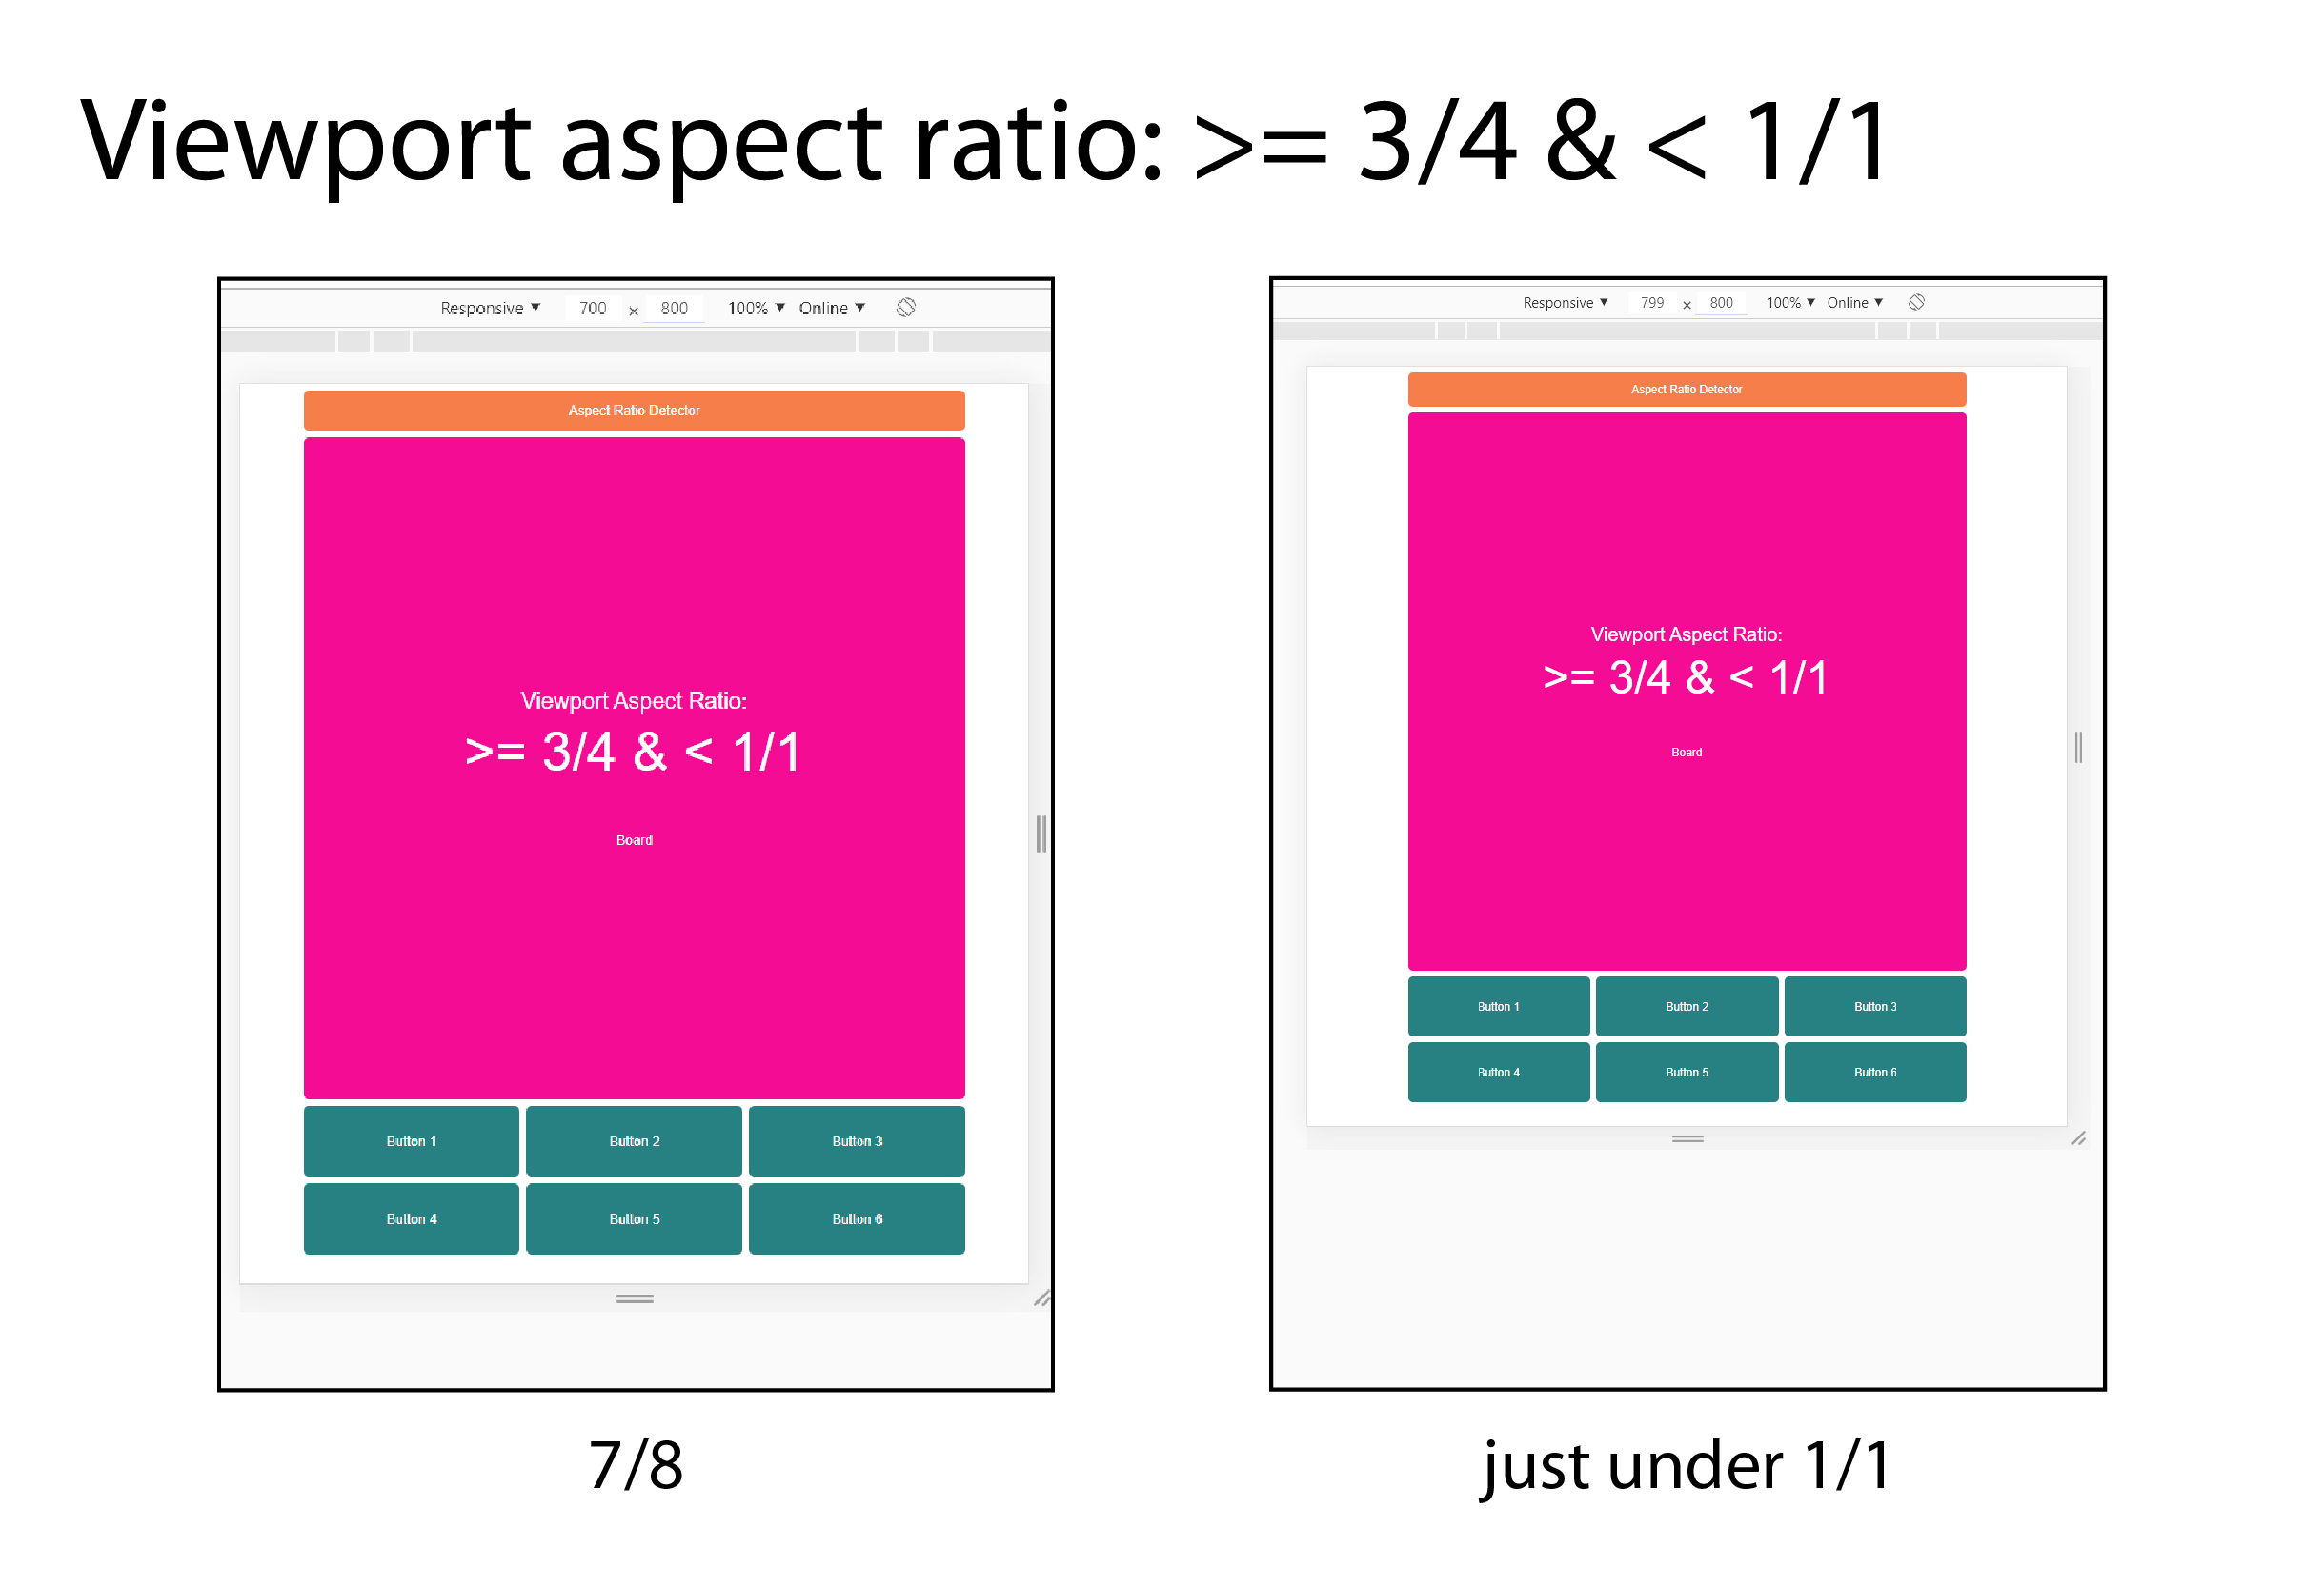 Viewport aspect ratio: >= 3/4 & < 1/1
Responsive ▼ 700 × 800 100% ▼ Online ▼
Aspect Ratio Detector
Viewport Aspect Ratio:
>= 3/4 & < 1/1
Board
Button 1 Button 2 Button 3
Button 4 Button 5 Button 6
7/8
Responsive ▼ 799 × 800 100% ▼ Online ▼
Aspect Ratio Detector
Viewport Aspect Ratio:
>= 3/4 & < 1/1
Board
Button 1 Button 2 Button 3
Button 4 Button 5 Button 6
just under 1/1